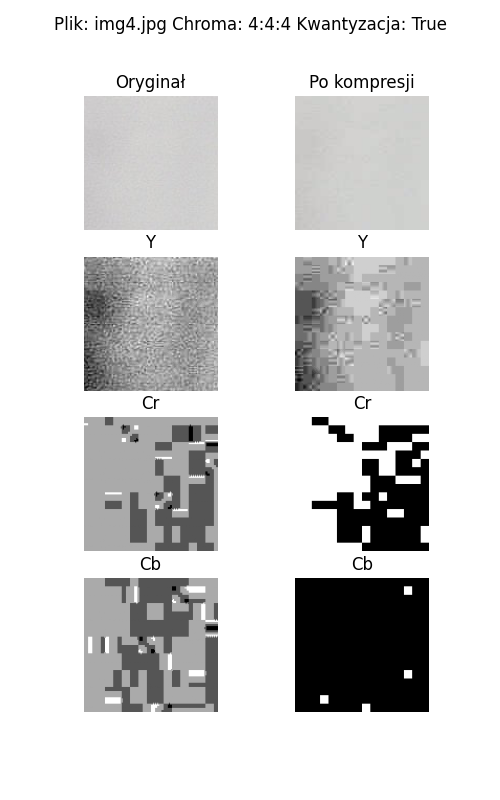 Plik: img4.jpg Chroma: 4:4:4 Kwantyzacja: True
Oryginał
Po kompresji
Y
Y
Cr
Cr
Cb
Cb